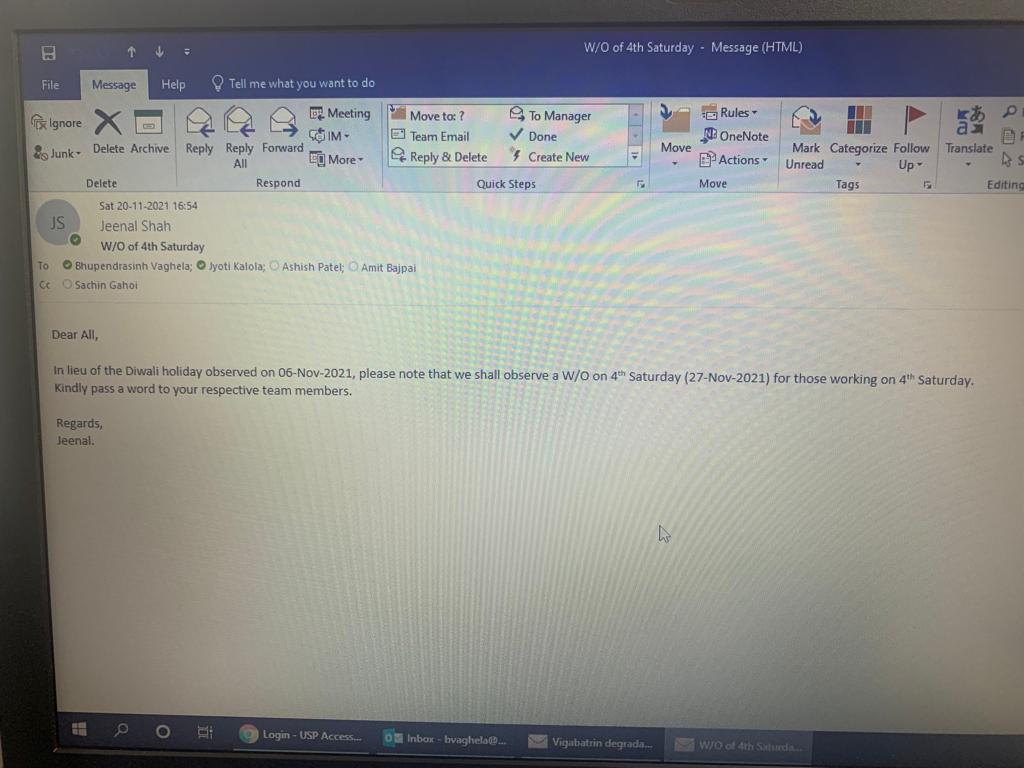 W/O of 4th Saturday - Message (HTML)
File Message Help Tell me what you want to do
Ignore
Junk
Delete Archive
Delete
Reply Reply All Forward
Meeting
IM
More
Respond
Move to: ? To Manager
Team Email Done
Reply & Delete Create New
Quick Steps
Move
Rules
OneNote
Actions
Move
Mark Unread Categorize Follow Up
Tags
Translate
Editing
JS
Sat 20-11-2021 16:54
Jeenal Shah
W/O of 4th Saturday
To Bhupendrasinh Vaghela; Jyoti Kalola; Ashish Patel; Amit Bajpai
Cc Sachin Gahoi
Dear All,
In lieu of the Diwali holiday observed on 06-Nov-2021, please note that we shall observe a W/O on 4th Saturday (27-Nov-2021) for those working on 4th Saturday.
Kindly pass a word to your respective team members.
Regards,
Jeenal.
Login - USP Access... Inbox - bvaghela@... Vigabatrin degrada... W/O of 4th Saturda...